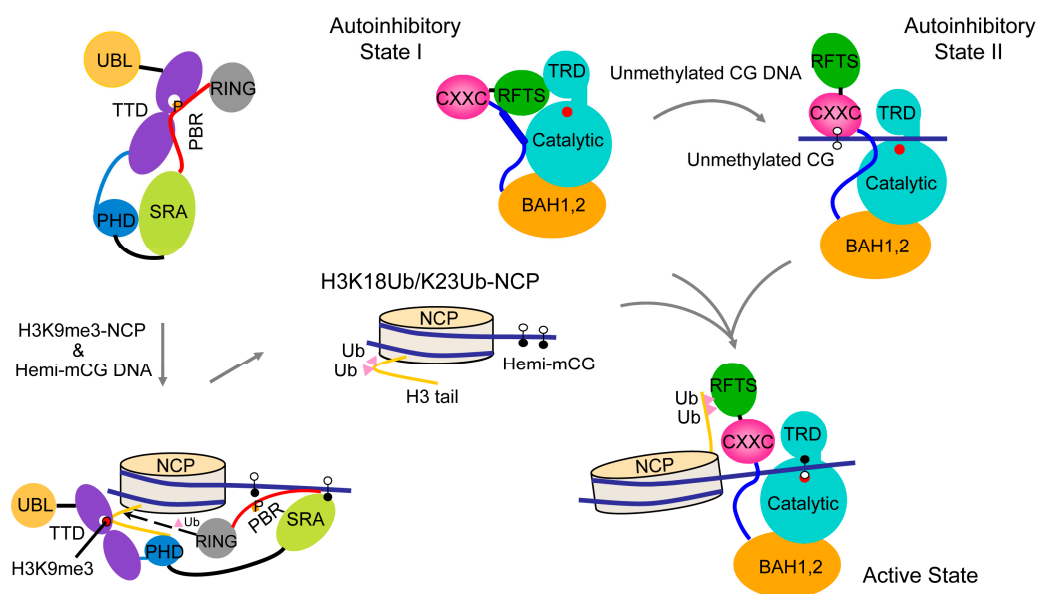 Autoinhibitory
State I
Autoinhibitory
State II
UBL
TTD
P
RING
PBR
PHD
SRA
CXXC
RFTS
TRD
Catalytic
BAH1,2
Unmethylated CG DNA
RFTS
CXXC
TRD
Unmethylated CG
Catalytic
BAH1,2
H3K9me3-NCP
&
Hemi-mCG DNA
H3K18Ub/K23Ub-NCP
NCP
Ub
Ub
Hemi-mCG
H3 tail
NCP
UBL
TTD
H3K9me3
PHD
Ub
RING
P
PBR
SRA
Ub
Ub
RFTS
CXXC
TRD
NCP
Catalytic
BAH1,2
Active State